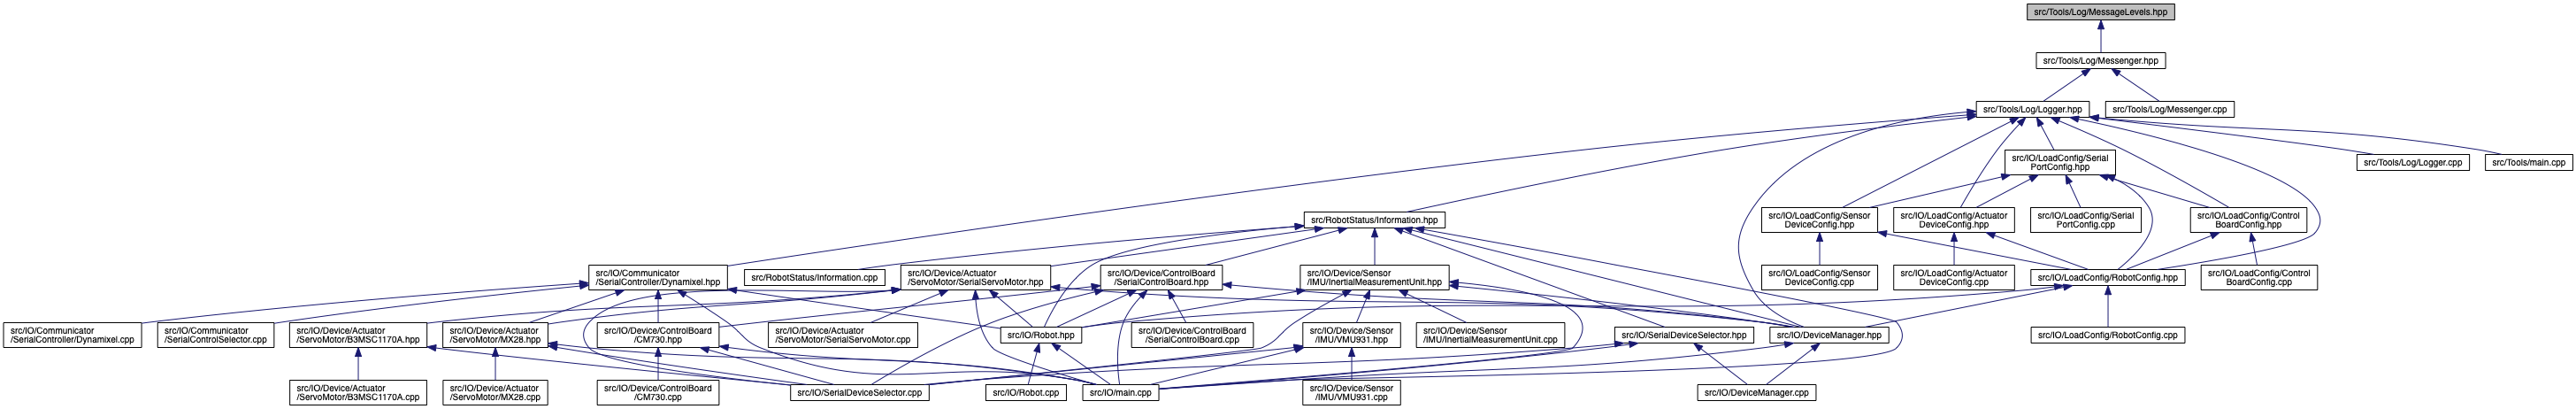 src/Tools/Log/MessageLevels.hpp
src/Tools/Log/Messenger.hpp
src/Tools/Log/Logger.hpp
src/Tools/Log/Messenger.cpp
src/IO/LoadConfig/Serial
PortConfig.hpp
src/Tools/Log/Logger.cpp
src/Tools/main.cpp
src/RobotStatus/Information.hpp
src/IO/LoadConfig/Sensor
DeviceConfig.hpp
src/IO/LoadConfig/Actuator
DeviceConfig.hpp
src/IO/LoadConfig/Serial
PortConfig.cpp
src/IO/LoadConfig/Control
BoardConfig.hpp
src/IO/Communicator
/SerialController/Dynamixel.hpp
src/RobotStatus/Information.cpp
src/IO/Device/Actuator
/ServoMotor/SerialServoMotor.hpp
src/IO/Device/ControlBoard
/SerialControlBoard.hpp
src/IO/Device/Sensor
/IMU/InertialMeasurementUnit.hpp
src/IO/LoadConfig/Sensor
DeviceConfig.cpp
src/IO/LoadConfig/Actuator
DeviceConfig.cpp
src/IO/LoadConfig/RobotConfig.hpp
src/IO/LoadConfig/Control
BoardConfig.cpp
src/IO/Communicator
/SerialController/Dynamixel.cpp
src/IO/Communicator
/SerialControlSelector.cpp
src/IO/Device/Actuator
/ServoMotor/B3MSC1170A.hpp
src/IO/Device/Actuator
/ServoMotor/MX28.hpp
src/IO/Device/ControlBoard
/CM730.hpp
src/IO/Device/Actuator
/ServoMotor/SerialServoMotor.cpp
src/IO/Robot.hpp
src/IO/Device/ControlBoard
/SerialControlBoard.cpp
src/IO/Device/Sensor
/IMU/VMU931.hpp
src/IO/Device/Sensor
/IMU/InertialMeasurementUnit.cpp
src/IO/SerialDeviceSelector.hpp
src/IO/DeviceManager.hpp
src/IO/LoadConfig/RobotConfig.cpp
src/IO/Device/Actuator
/ServoMotor/B3MSC1170A.cpp
src/IO/Device/Actuator
/ServoMotor/MX28.cpp
src/IO/Device/ControlBoard
/CM730.cpp
src/IO/SerialDeviceSelector.cpp
src/IO/Robot.cpp
src/IO/main.cpp
src/IO/Device/Sensor
/IMU/VMU931.cpp
src/IO/DeviceManager.cpp